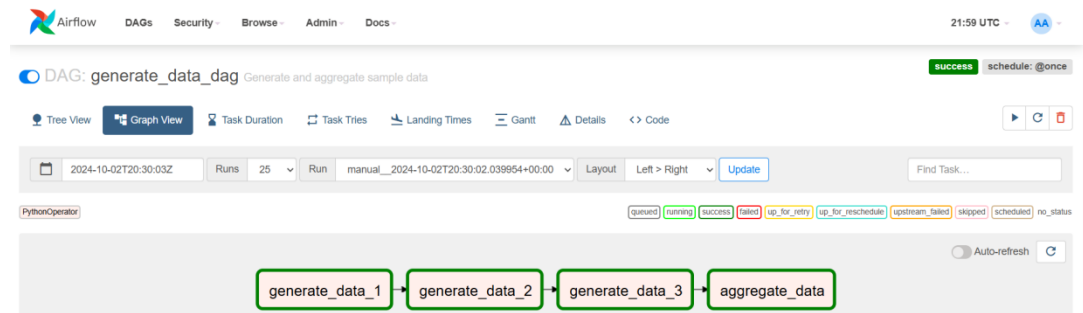 Airflow DAGs Security Browse Admin Docs 21:59 UTC AA
DAG: generate_data_dag Generate and aggregate sample data success schedule: @once
Tree View Graph View Task Duration Task Tries Landing Times Gantt Details <> Code
2024-10-02T20:30:03Z Runs 25 Run manual__2024-10-02T20:30:02.039954+00:00 Layout Left > Right Update Find Task...
PythonOperator queued running success failed up_for_retry up_for_reschedule upstream_failed skipped scheduled no_status
Auto-refresh
generate_data_1 generate_data_2 generate_data_3 aggregate_data